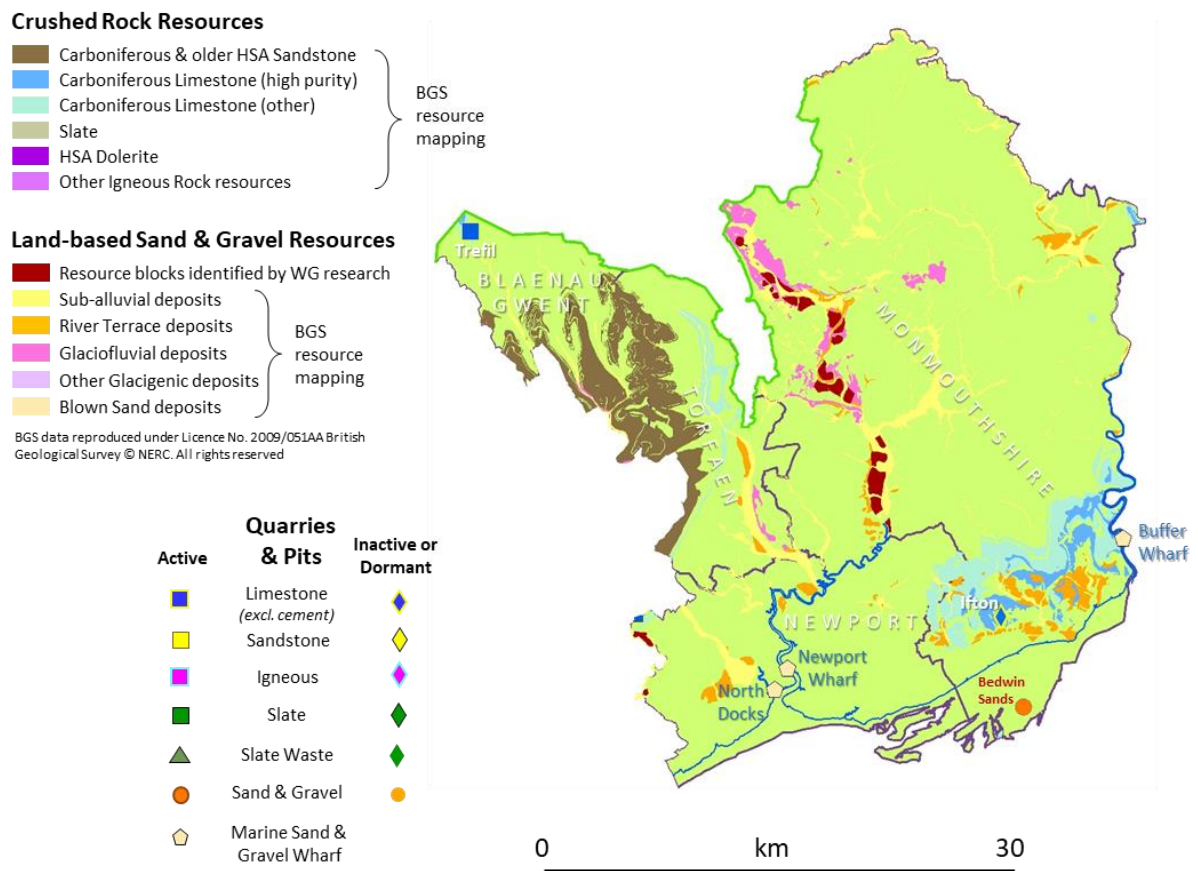 Crushed Rock Resources
Carboniferous & older HSA Sandstone
Carboniferous Limestone (high purity)
Carboniferous Limestone (other)
Slate
HSA Dolerite
Other Igneous Rock resources
BGS
resource
mapping
Land-based Sand & Gravel Resources
Resource blocks identified by WG research
Sub-alluvial deposits
River Terrace deposits
Glaciofluvial deposits
Other Glacigenic deposits
Blown Sand deposits
BGS
resource
mapping
BGS data reproduced under Licence No. 2009/051AA British
Geological Survey © NERC. All rights reserved
Active
Quarries
& Pits
Inactive or
Dormant
Limestone
(excl. cement)
Sandstone
Igneous
Slate
Slate Waste
Sand & Gravel
Marine Sand &
Gravel Wharf
Trefil
BLAENAU
GWENT
TORFAEN
MONMOUTHSHIRE
Buffer
Wharf
Ifton
NEWPORT
Newport
Wharf
North
Docks
Bedwin
Sands
0 km 30